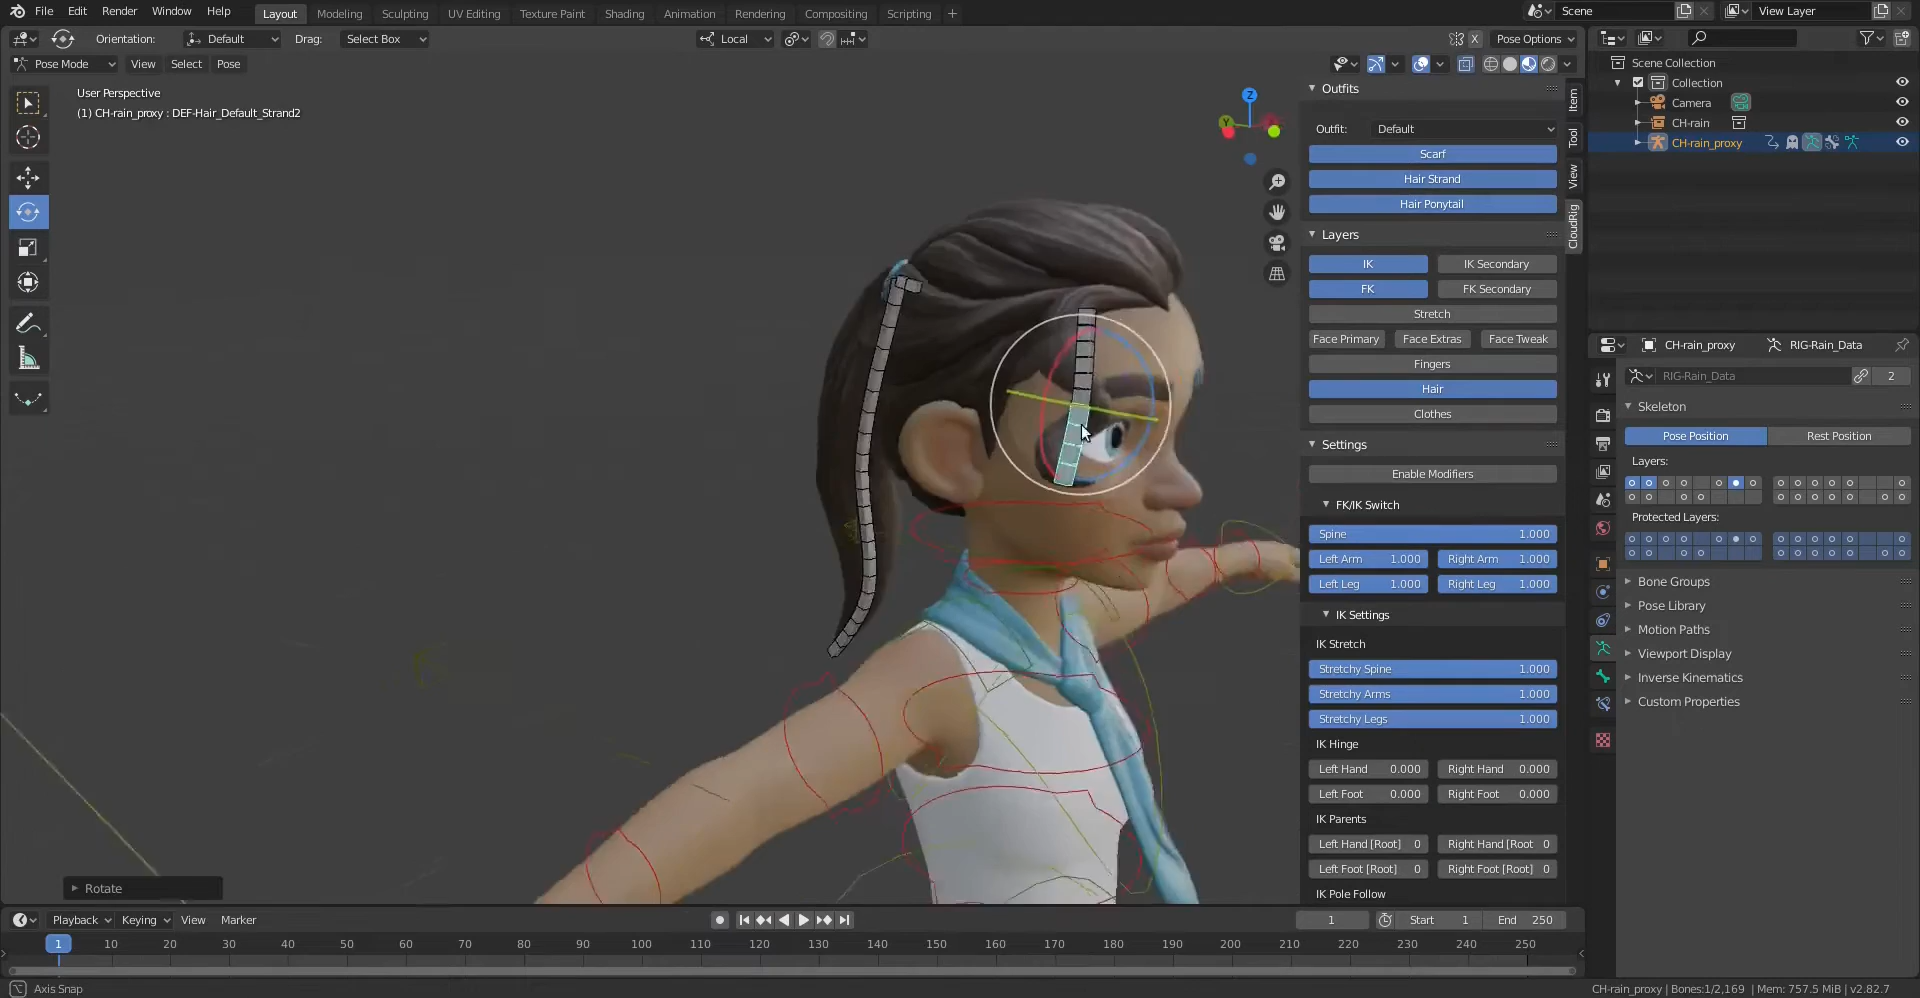 File Edit Render Window Help
Layout Modeling Sculpting UV Editing Texture Paint Shading Animation Rendering Compositing Scripting +
Scene
View Layer
Orientation: Default Drag: Select Box
Local
X Pose Options
Pose Mode View Select Pose
User Perspective
(1) CH-rain_proxy : DEF-Hair_Default_Strand2
Z
Y
Outfits
Outfit: Default
Scarf
Hair Strand
Hair Ponytail
Layers
IK IK Secondary
FK FK Secondary
Stretch
Face Primary Face Extras Face Tweak
Fingers
Hair
Clothes
Settings
Enable Modifiers
FK/IK Switch
Spine 1.000
Left Arm 1.000 Right Arm 1.000
Left Leg 1.000 Right Leg 1.000
IK Settings
IK Stretch
Stretchy Spine 1.000
Stretchy Arms 1.000
Stretchy Legs 1.000
IK Hinge
Left Hand 0.000 Right Hand 0.000
Left Foot 0.000 Right Foot 0.000
IK Parents
Left Hand [Root] 0 Right Hand [Root 0
Left Foot [Root] 0 Right Foot [Root] 0
IK Pole Follow
Item
Tool
View
CloudRig
Scene Collection
Collection
Camera
CH-rain
CH-rain_proxy
CH-rain_proxy RIG-Rain_Data
RIG-Rain_Data 2
Skeleton
Pose Position Rest Position
Layers:
Protected Layers:
Bone Groups
Pose Library
Motion Paths
Viewport Display
Inverse Kinematics
Custom Properties
Rotate
Playback Keying View Marker
1 Start 1 End 250
1 10 20 30 40 50 60 70 80 90 100 110 120 130 140 150 160 170 180 190 200 210 220 230 240 250
Axis Snap
CH-rain_proxy | Bones:1/2,169 | Mem: 757.5 MiB | v2.82.7